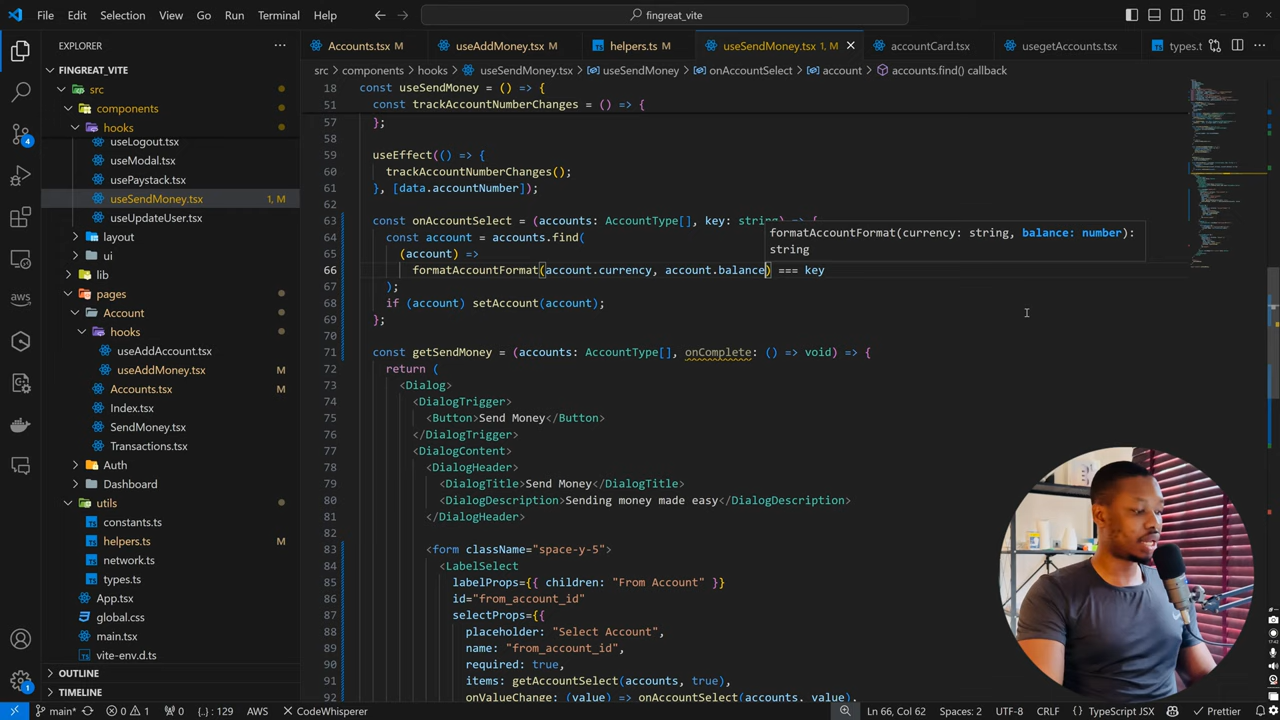 File Edit Selection View Go Run Terminal Help
fingreat_vite
EXPLORER
Accounts.tsx M
useAddMoney.tsx M
helpers.ts M
useSendMoney.tsx 1, M
accountCard.tsx
usegetAccounts.tsx
types.t
FINGREAT_VITE
src
components
hooks
useLogout.tsx
useModal.tsx
usePaystack.tsx
useSendMoney.tsx 1, M
useUpdateUser.tsx
layout
ui
lib
pages
Account
hooks
useAddAccount.tsx
useAddMoney.tsx M
Accounts.tsx M
Index.tsx
SendMoney.tsx
Transactions.tsx
Auth
Dashboard
utils
constants.ts
helpers.ts M
network.ts
types.ts
App.tsx
global.css
main.tsx
vite-env.d.ts
OUTLINE
TIMELINE
src > components > hooks > useSendMoney.tsx > useSendMoney > onAccountSelect > account > accounts.find() callback
18 const useSendMoney = () => {
51 const trackAccountNumberChanges = () => {
57 };
58
59 useEffect(() => {
60 trackAccountNumberChanges();
61 }, [data.accountNumber]);
62
63 const onAccountSelect = (accounts: AccountType[], key: string) => {
64 const account = accounts.find(
65 (account) =>
66 formatAccountFormat(account.currency, account.balance) === key
67 );
68 if (account) setAccount(account);
69 };
70
71 const getSendMoney = (accounts: AccountType[], onComplete: () => void) => {
72 return (
73 <Dialog>
74 <DialogTrigger>
75 <Button>Send Money</Button>
76 </DialogTrigger>
77 <DialogContent>
78 <DialogHeader>
79 <DialogTitle>Send Money</DialogTitle>
80 <DialogDescription>Sending money made easy</DialogDescription>
81 </DialogHeader>
82
83 <form className="space-y-5">
84 <LabelSelect
85 labelProps={{ children: "From Account" }}
86 id="from_account_id"
87 selectProps={{
88 placeholder: "Select Account",
89 name: "from_account_id",
90 required: true,
91 items: getAccountSelect(accounts, true),
92 onValueChange: (value) => onAccountSelect(accounts, value),
formatAccountFormat(currency: string, balance: number):
string
main* 0 1 0 {.} : 129 AWS CodeWhisperer
Ln 66, Col 62 Spaces: 2 UTF-8 CRLF {} TypeScript JSX Prettier